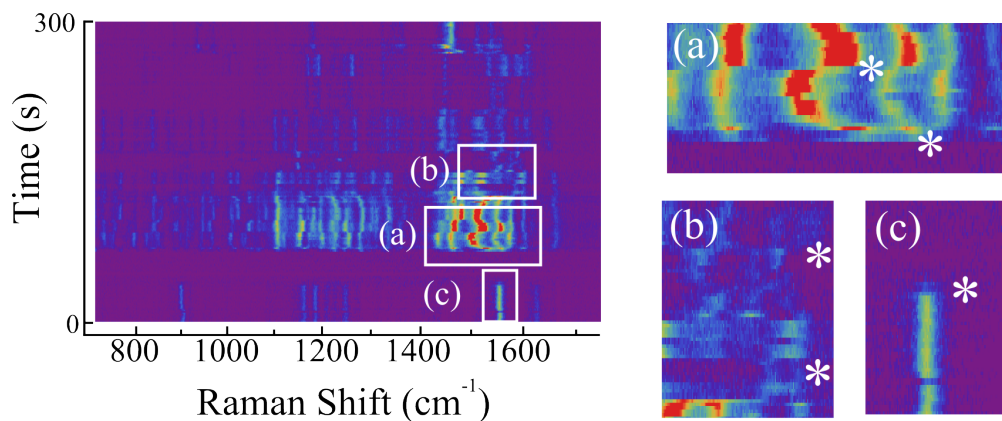 300
Time (s)
0
(b)
(a)
(c)
800 1000 1200 1400 1600
Raman Shift (cm⁻¹)
(a)
*
*
(b)
*
*
(c)
*